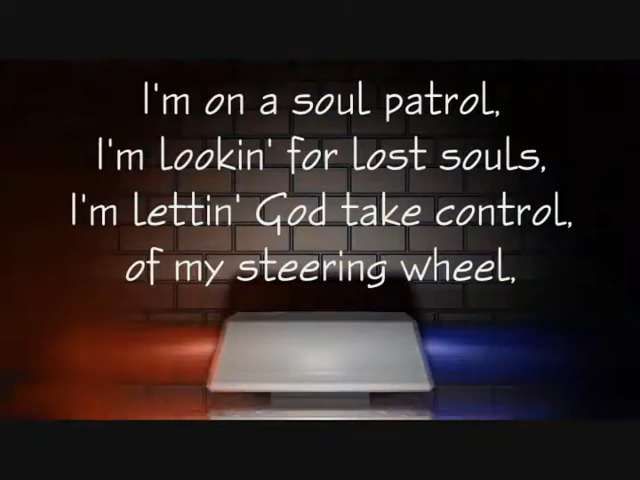 I'm on a soul patrol,
I'm lookin' for lost souls,
I'm lettin' God take control,
of my steering wheel,